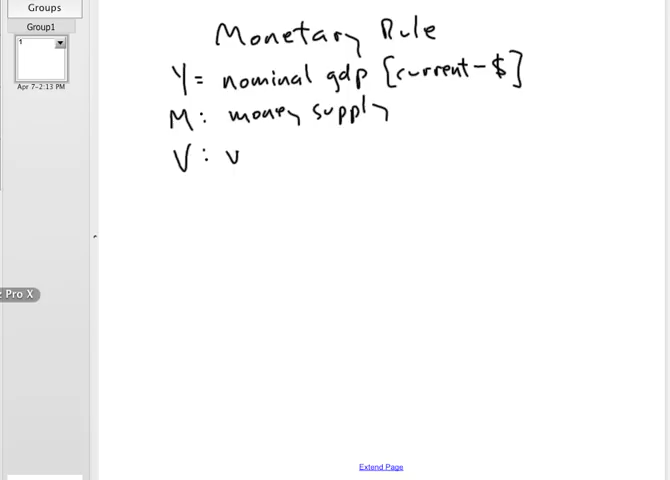 Groups
Group1
1
Apr 7–2:13 PM
: Pro X
Monetary Rule
Y = nominal gdp [current-$]
M : money supply
V : v
Extend Page